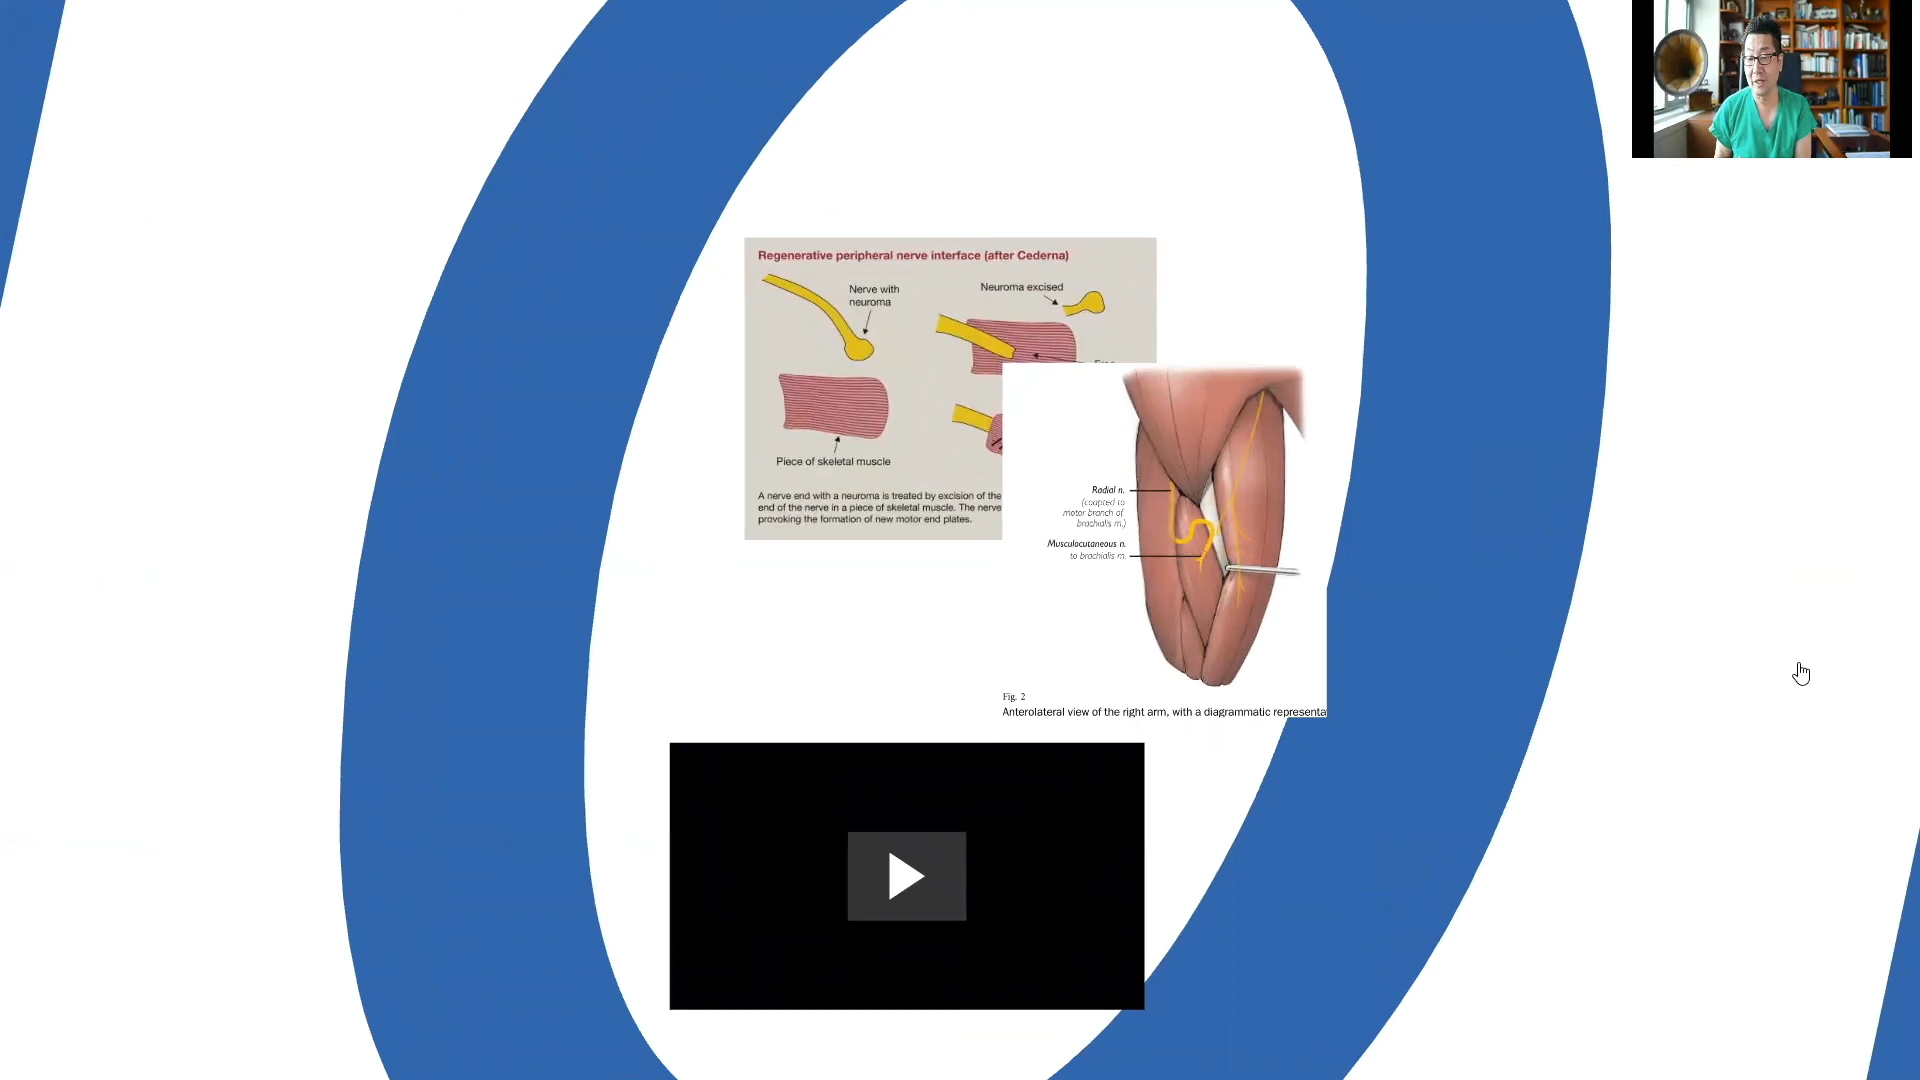 Regenerative peripheral nerve interface (after Cederna)
Nerve with
neuroma
Neuroma excised
Piece of skeletal muscle
A nerve end with a neuroma is treated by excision of the
end of the nerve in a piece of skeletal muscle. The nerve
provoking the formation of new motor end plates.
Radial n.
(coapted to
motor branch of
brachialis m.)
Musculocutaneous n.
to brachialis m.
Fig. 2
Anterolateral view of the right arm, with a diagrammatic representa